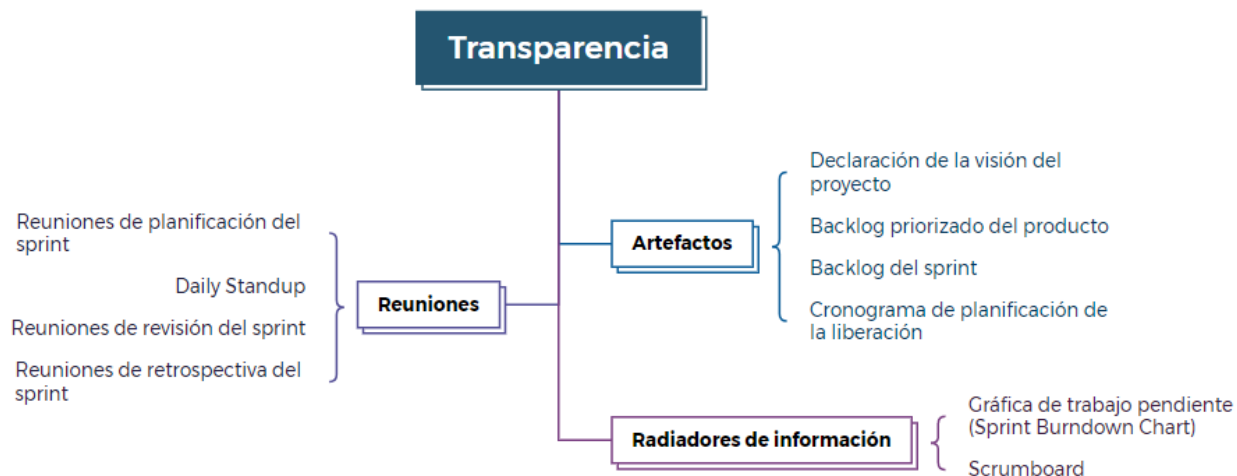 Transparencia
Reuniones de planificación del
sprint
Daily Standup
Reuniones de revisión del sprint
Reuniones de retrospectiva del
sprint
Reuniones
Artefactos
Declaración de la visión del
proyecto
Backlog priorizado del producto
Backlog del sprint
Cronograma de planificación de
la liberación
Radiadores de información
Gráfica de trabajo pendiente
(Sprint Burndown Chart)
Scrumboard